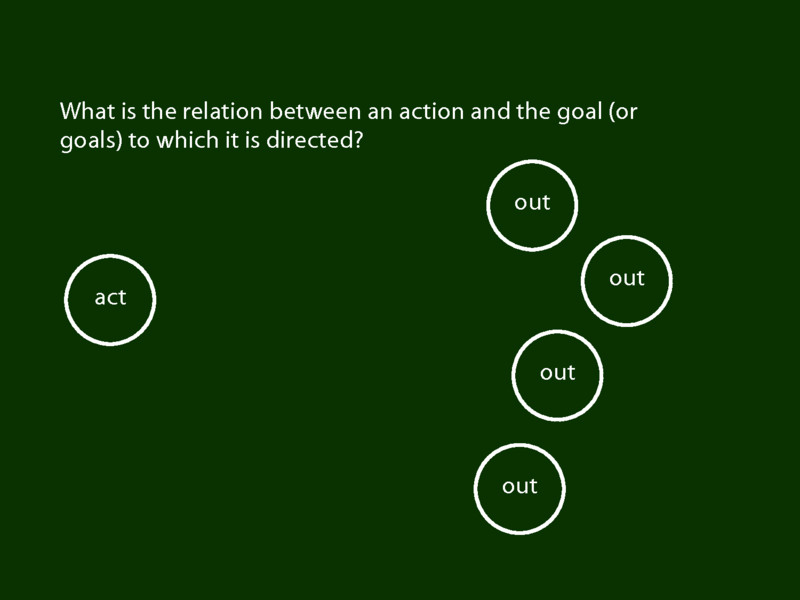 What is the relation between an action and the goal (or
goals) to which it is directed?
out
out
act
out
out